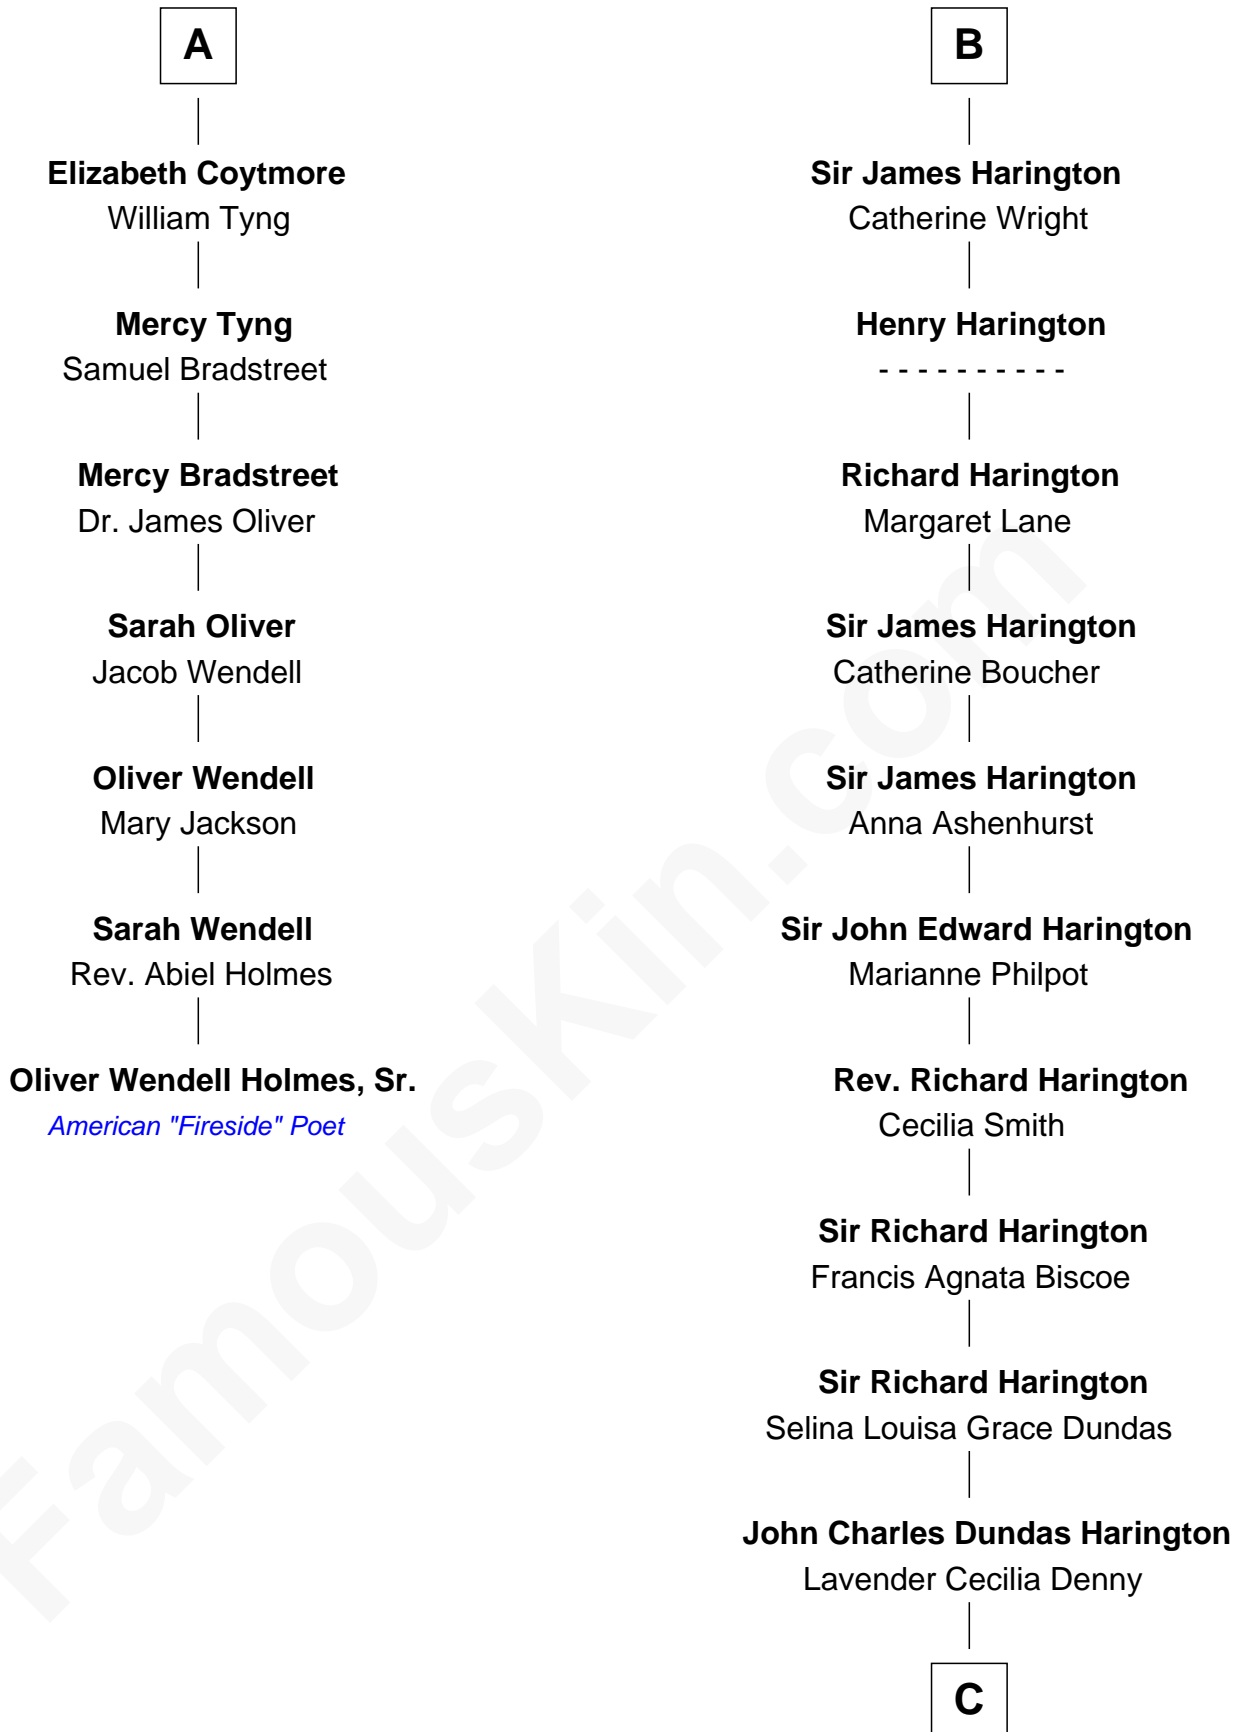 A
Elizabeth Coytmore
William Tyng
Mercy Tyng
Samuel Bradstreet
Mercy Bradstreet
Dr. James Oliver
Sarah Oliver
Jacob Wendell
Oliver Wendell
Mary Jackson
Sarah Wendell
Rev. Abiel Holmes
Oliver Wendell Holmes, Sr.
American "Fireside" Poet
B
Sir James Harington
Catherine Wright
Henry Harington
- - - - - - - - - -
Richard Harington
Margaret Lane
Sir James Harington
Catherine Boucher
Sir James Harington
Anna Ashenhurst
Sir John Edward Harington
Marianne Philpot
Rev. Richard Harington
Cecilia Smith
Sir Richard Harington
Francis Agnata Biscoe
Sir Richard Harington
Selina Louisa Grace Dundas
John Charles Dundas Harington
Lavender Cecilia Denny
C
FamousKin.com